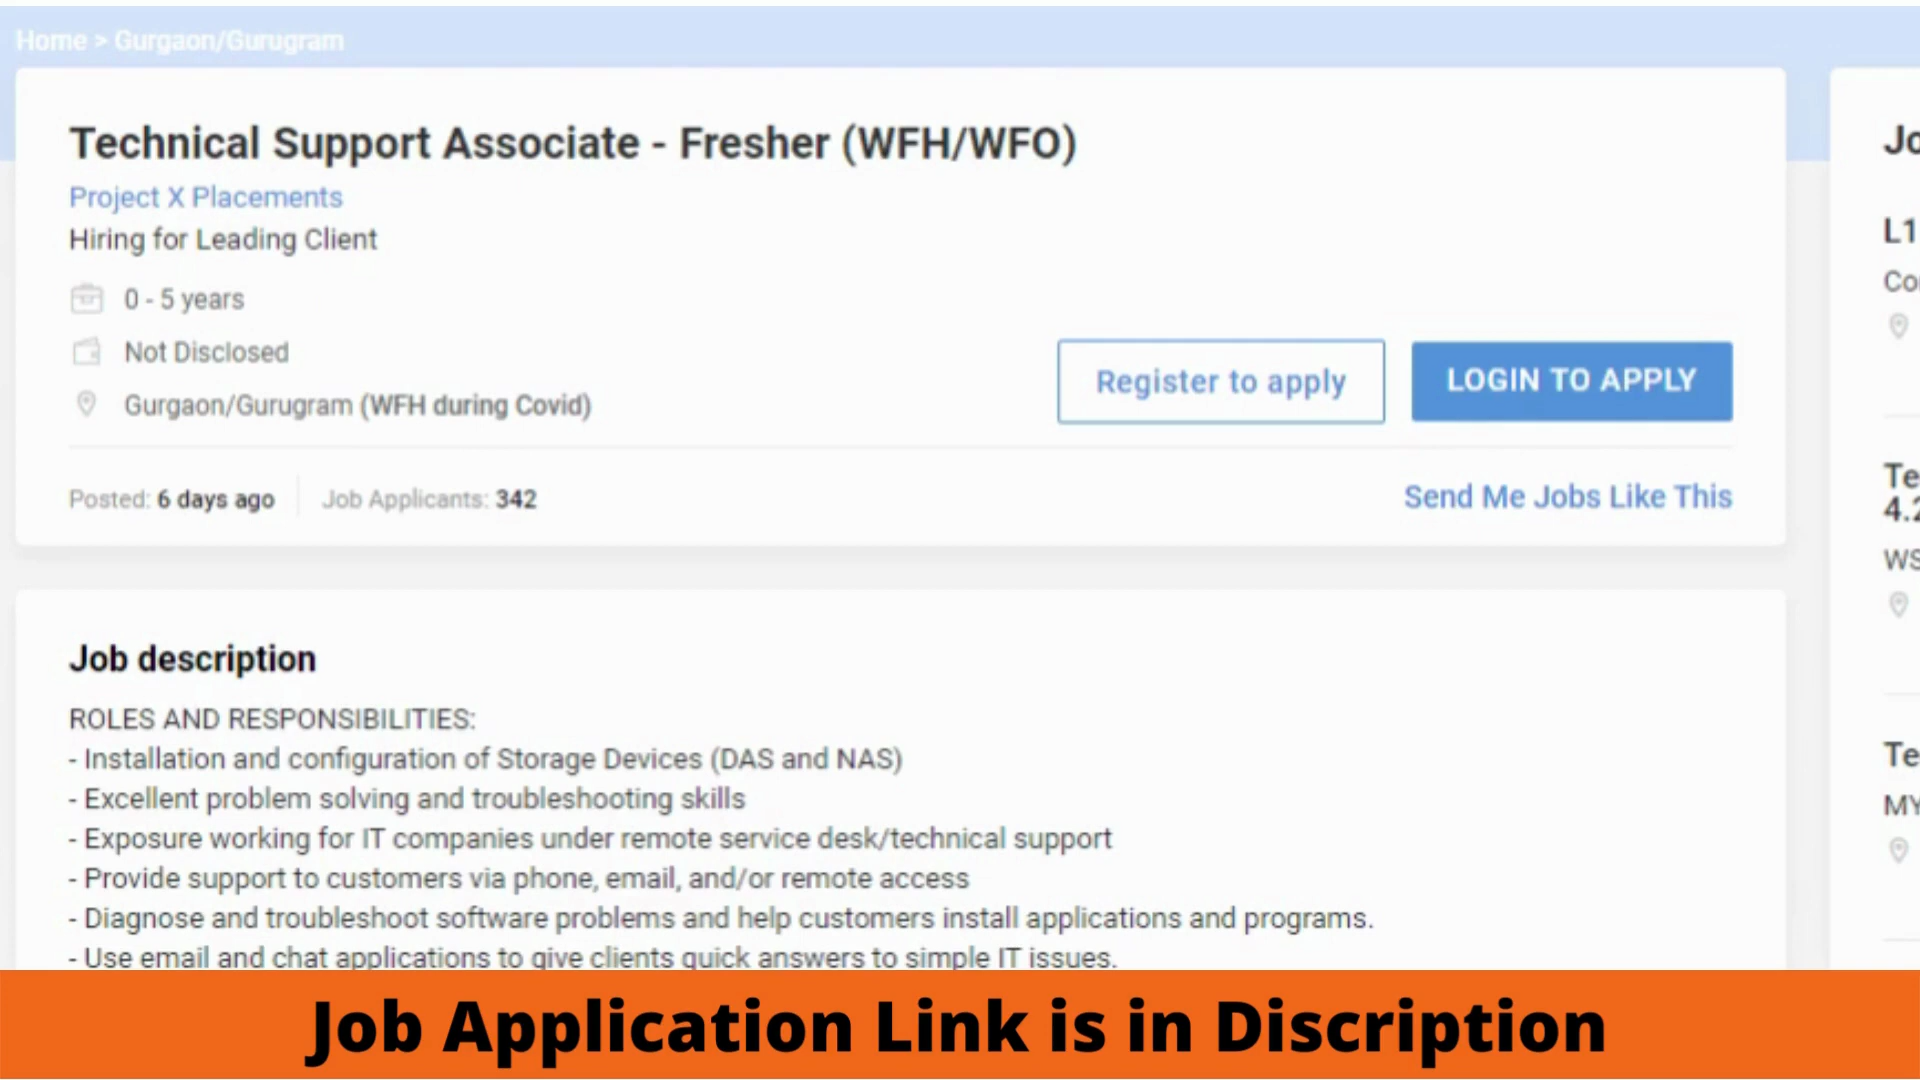 Home > Gurgaon/Gurugram
Technical Support Associate - Fresher (WFH/WFO)
Project X Placements
Hiring for Leading Client
0 - 5 years
Not Disclosed
Gurgaon/Gurugram (WFH during Covid)
Register to apply
LOGIN TO APPLY
Posted: 6 days ago
Job Applicants: 342
Send Me Jobs Like This
Job description
ROLES AND RESPONSIBILITIES:
- Installation and configuration of Storage Devices (DAS and NAS)
- Excellent problem solving and troubleshooting skills
- Exposure working for IT companies under remote service desk/technical support
- Provide support to customers via phone, email, and/or remote access
- Diagnose and troubleshoot software problems and help customers install applications and programs.
- Use email and chat applications to give clients quick answers to simple IT issues.
L1
Job Application Link is in Discription